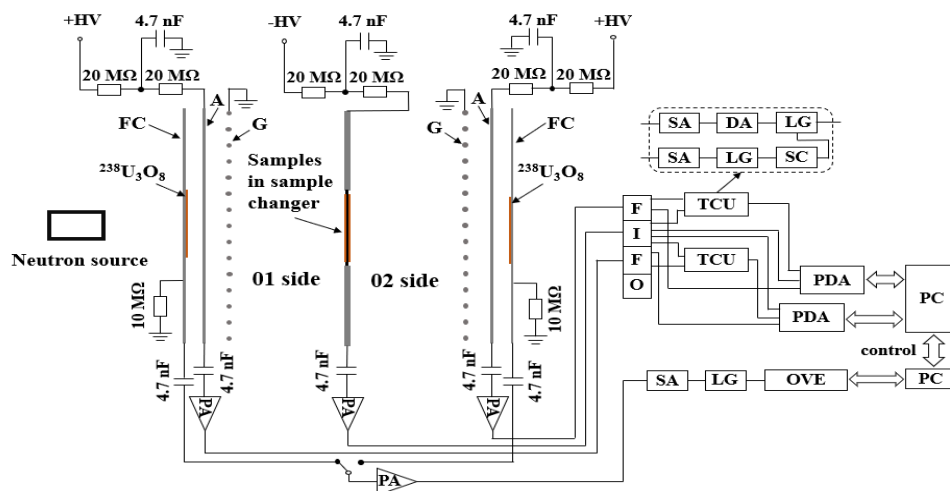 +HV
4.7 nF
-HV
4.7 nF
4.7 nF
+HV
20 MΩ
20 MΩ
20 MΩ
20 MΩ
20 MΩ
20 MΩ
A
A
FC
G
G
FC
SA
DA
LG
SA
LG
SC
238U3O8
Samples
in sample
changer
238U3O8
F
I
F
O
TCU
TCU
Neutron source
01 side
02 side
PDA
PDA
PC
10 MΩ
10 MΩ
control
4.7 nF
4.7 nF
4.7 nF
4.7 nF
4.7 nF
SA
LG
OVE
PC
PA
PA
PA
PA